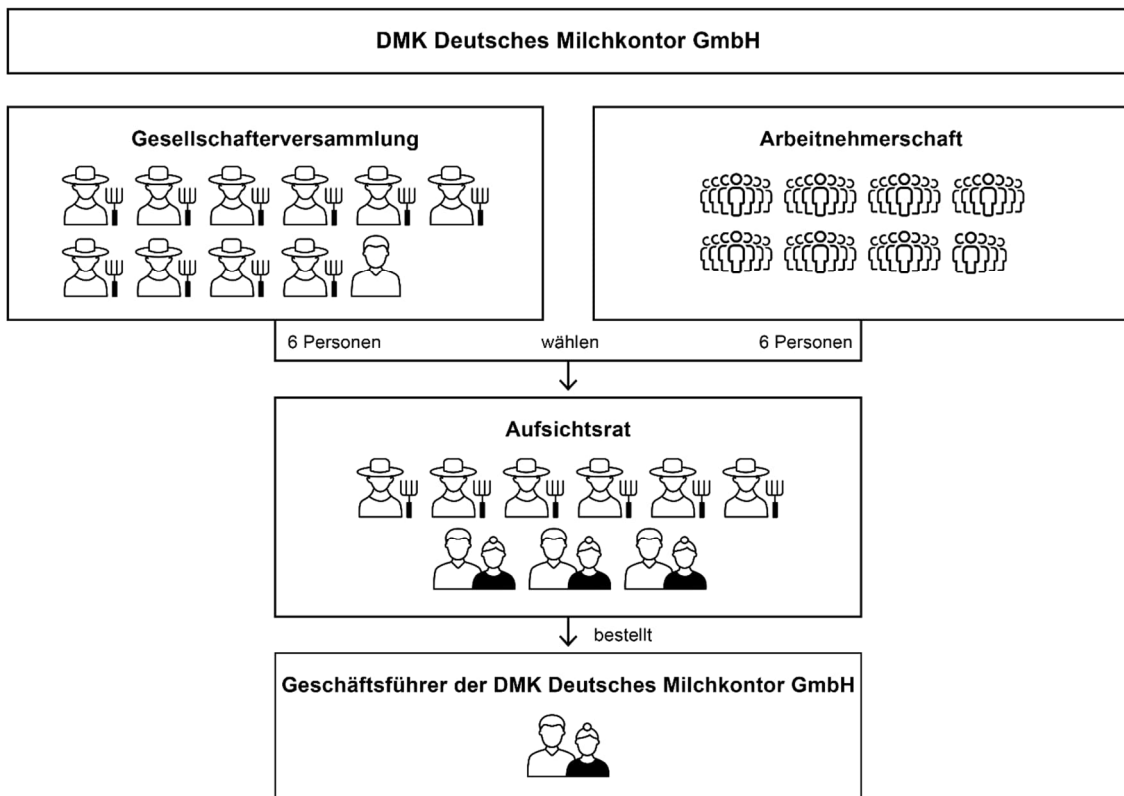 DMK Deutsches Milchkontor GmbH
Gesellschafterversammlung
Arbeitnehmerschaft
6 Personen
wählen
6 Personen
Aufsichtsrat
bestellt
Geschäftsführer der DMK Deutsches Milchkontor GmbH